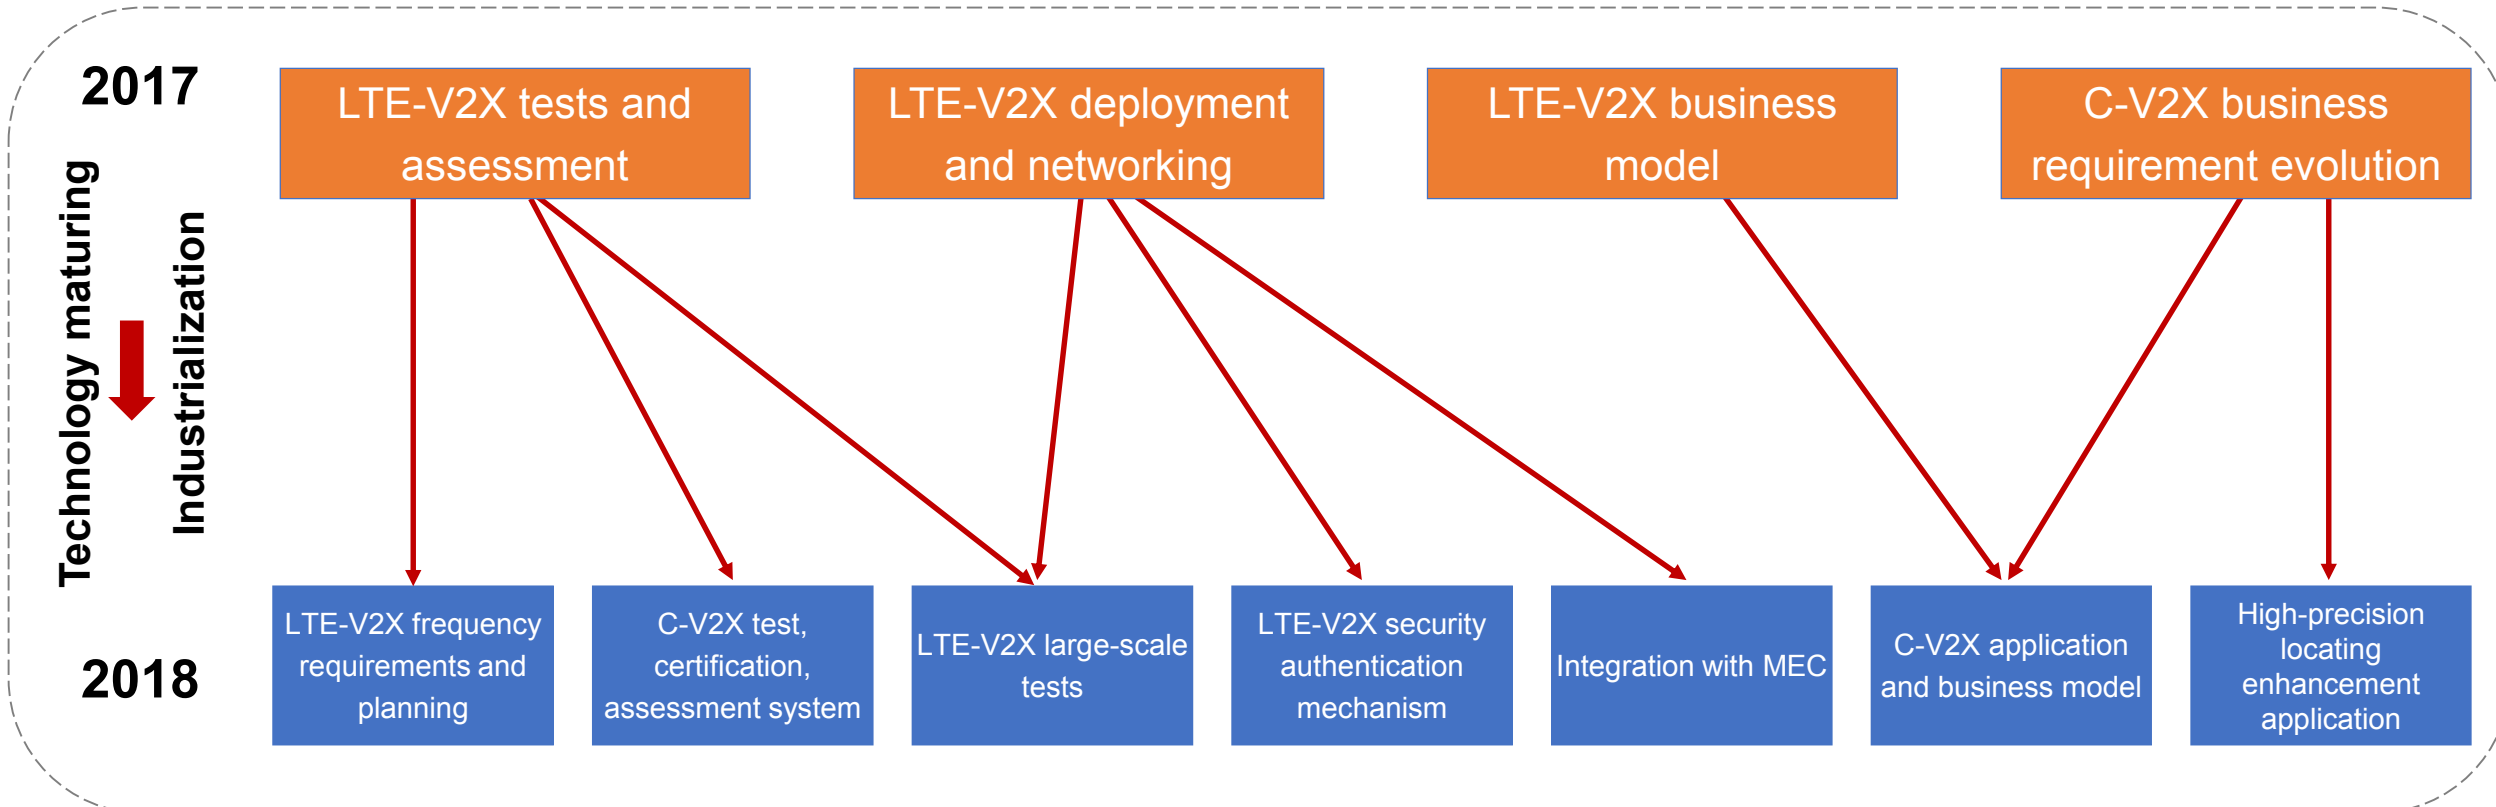 2017
LTE-V2X tests and
assessment
LTE-V2X deployment
and networking
LTE-V2X business
model
C-V2X business
requirement evolution
Technology maturing
Industrialization
2018
LTE-V2X frequency
requirements and
planning
C-V2X test,
certification,
assessment system
LTE-V2X large-scale
tests
LTE-V2X security
authentication
mechanism
Integration with MEC
C-V2X application
and business model
High-precision
locating
enhancement
application